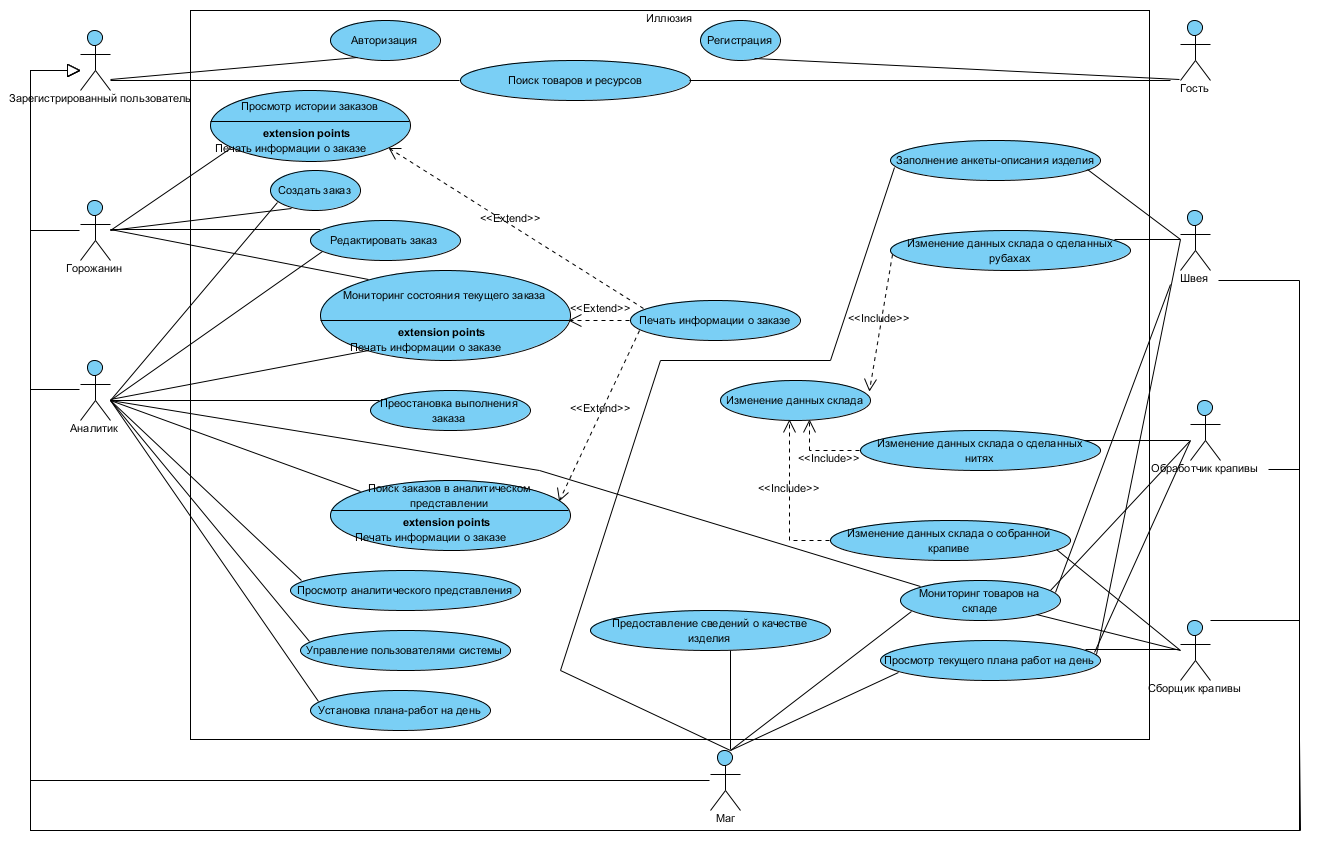 Иллюзия
Авторизация
Регистрация
Поиск товаров и ресурсов
Зарегистрированный пользователь
Гость
Просмотр истории заказов
extension points
Печать информации о заказе
Заполнение анкеты-описания изделия
Создать заказ
<<Extend>>
Редактировать заказ
Изменение данных склада о сделанных
рубахах
Горожанин
Швея
Мониторинг состояния текущего заказа
extension points
Печать информации о заказе
<<Extend>>
Печать информации о заказе
<<Include>>
Преостановка выполнения
заказа
<<Extend>>
Изменение данных склада
Аналитик
Изменение данных склада о сделанных
нитях
<<Include>>
Обработчик крапивы
<<Include>>
Поиск заказов в аналитическом
представлении
extension points
Печать информации о заказе
Изменение данных склада о собранной
крапиве
Просмотр аналитического представления
Мониторинг товаров на
складе
Предоставление сведений о качестве
изделия
Управление пользователями системы
Просмотр текущего плана работ на день
Сборщик крапивы
Установка плана-работ на день
Маг